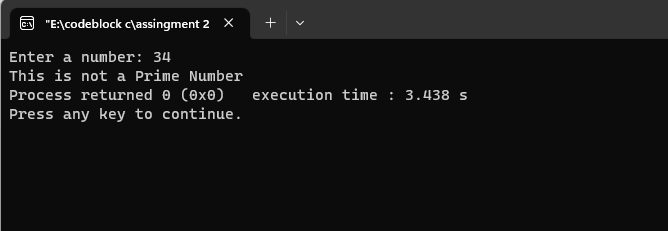 "E:\codeblock c\assingment 2
Enter a number: 34
This is not a Prime Number
Process returned 0 (0x0)   execution time : 3.438 s
Press any key to continue.